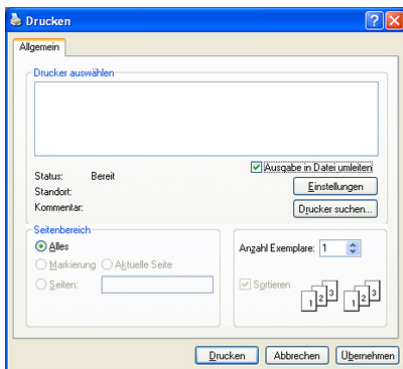 Drucken
Allgemein
Drucker auswählen
Ausgabe in Datei umleiten
Status: Bereit
Einstellungen
Standort:
Kommentar:
Drucker suchen...
Seitenbereich
Alles
Anzahl Exemplare: 1
Markierung Aktuelle Seite
Seiten:
Sortieren
1 2 3 1 2 3
Drucken Abbrechen Übernehmen